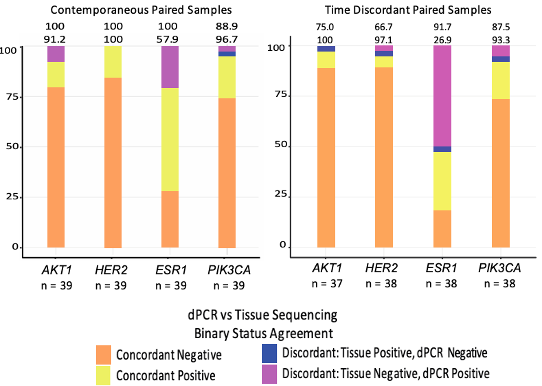 Contemporaneous Paired Samples
100 100 100 88.9
91.2 100 57.9 96.7
100
75
25
0
AKT1 HER2 ESR1 PIK3CA
n = 39 n = 39 n = 39 n = 39
Time Discordant Paired Samples
75.0 66.7 91.7 87.5
100 97.1 26.9 93.3
100
75
25
0
AKT1 HER2 ESR1 PIK3CA
n = 37 n = 38 n = 38 n = 38
dPCR vs Tissue Sequencing
Binary Status Agreement
Concordant Negative
Concordant Positive
Discordant: Tissue Positive, dPCR Negative
Discordant: Tissue Negative, dPCR Positive